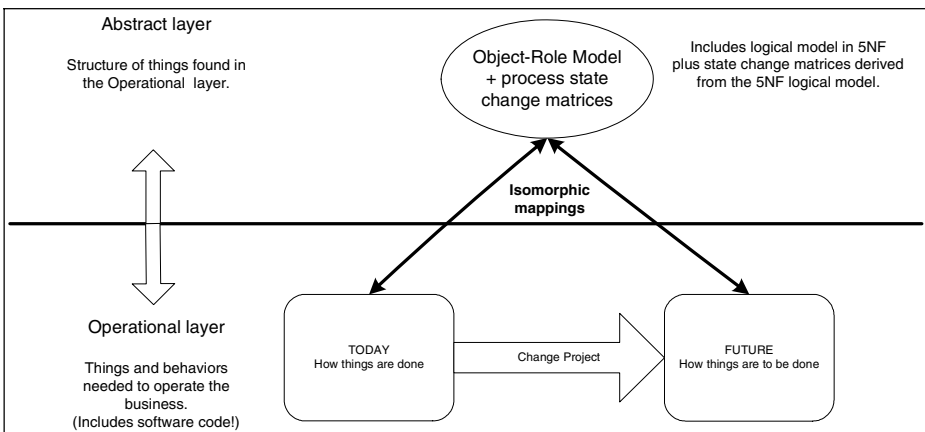 Abstract layer
Structure of things found in
the Operational layer.
Object-Role Model
+ process state
change matrices
Includes logical model in 5NF
plus state change matrices derived
from the 5NF logical model.
Isomorphic
mappings
Operational layer
Things and behaviors
needed to operate the
business.
(Includes software code!)
TODAY
How things are done
Change Project
FUTURE
How things are to be done